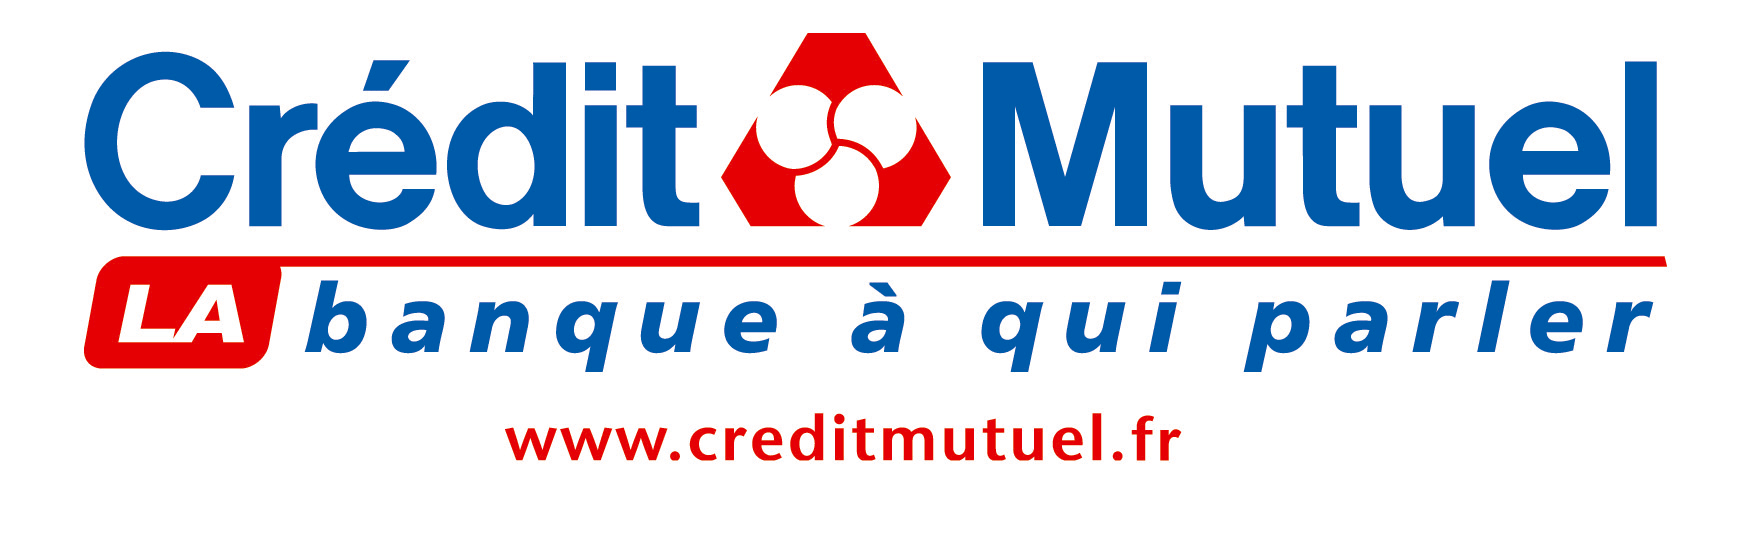 Crédit Mutuel
LA banque à qui parler
www.creditmutuel.fr